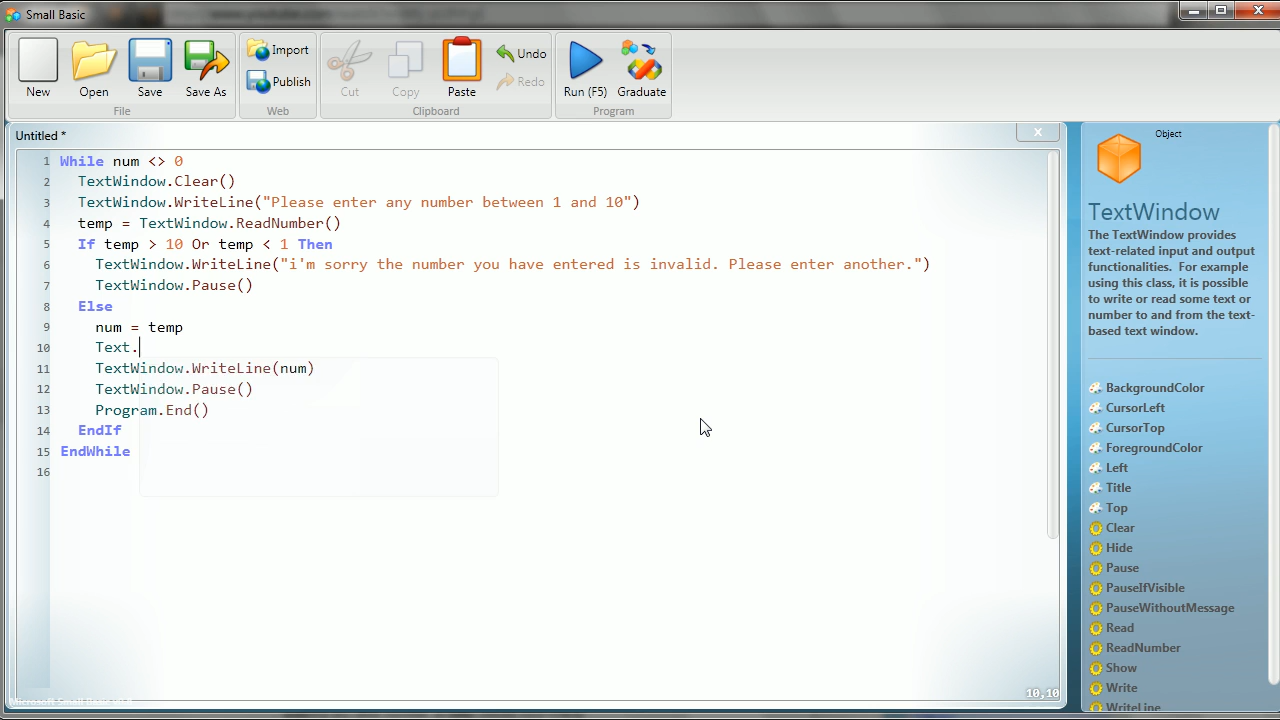 Small Basic
New
Open
Save
Save As
File
Import
Publish
Web
Cut
Copy
Paste
Undo
Redo
Clipboard
Run (F5)
Graduate
Program
Untitled *
1 While num <> 0
2 TextWindow.Clear()
3 TextWindow.WriteLine("Please enter any number between 1 and 10")
4 temp = TextWindow.ReadNumber()
5 If temp > 10 Or temp < 1 Then
6 TextWindow.WriteLine("i'm sorry the number you have entered is invalid. Please enter another.")
7 TextWindow.Pause()
8 Else
9 num = temp
10 Text.
11 TextWindow.WriteLine(num)
12 TextWindow.Pause()
13 Program.End()
14 EndIf
15 EndWhile
16
10,10
Object
TextWindow
The TextWindow provides
text-related input and output
functionalities. For example
using this class, it is possible
to write or read some text or
number to and from the text-
based text window.
BackgroundColor
CursorLeft
CursorTop
ForegroundColor
Left
Title
Top
Clear
Hide
Pause
PauseIfVisible
PauseWithoutMessage
Read
ReadNumber
Show
Write
WriteLine